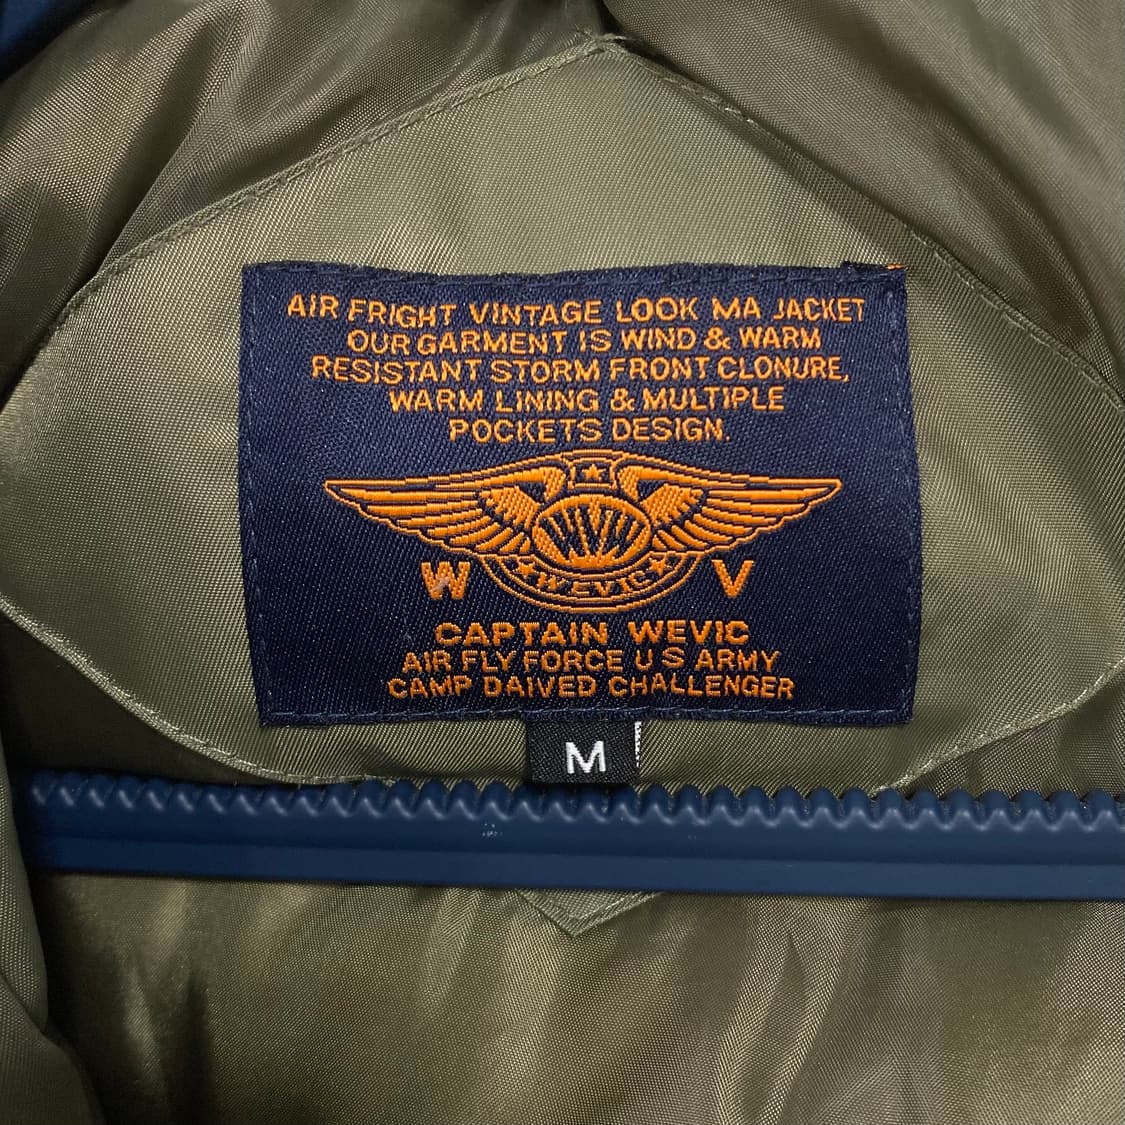 AIR FRIGHT VINTAGE LOOK MA JACKET
OUR GARMENT IS WIND & WARM
RESISTANT STORM FRONT CLONURE,
WARM LINING & MULTIPLE
POCKETS DESIGN.
WVW
WEVIC
W V
CAPTAIN WEVIC
AIR FLY FORCE U S ARMY
CAMP DAIVED CHALLENGER
M